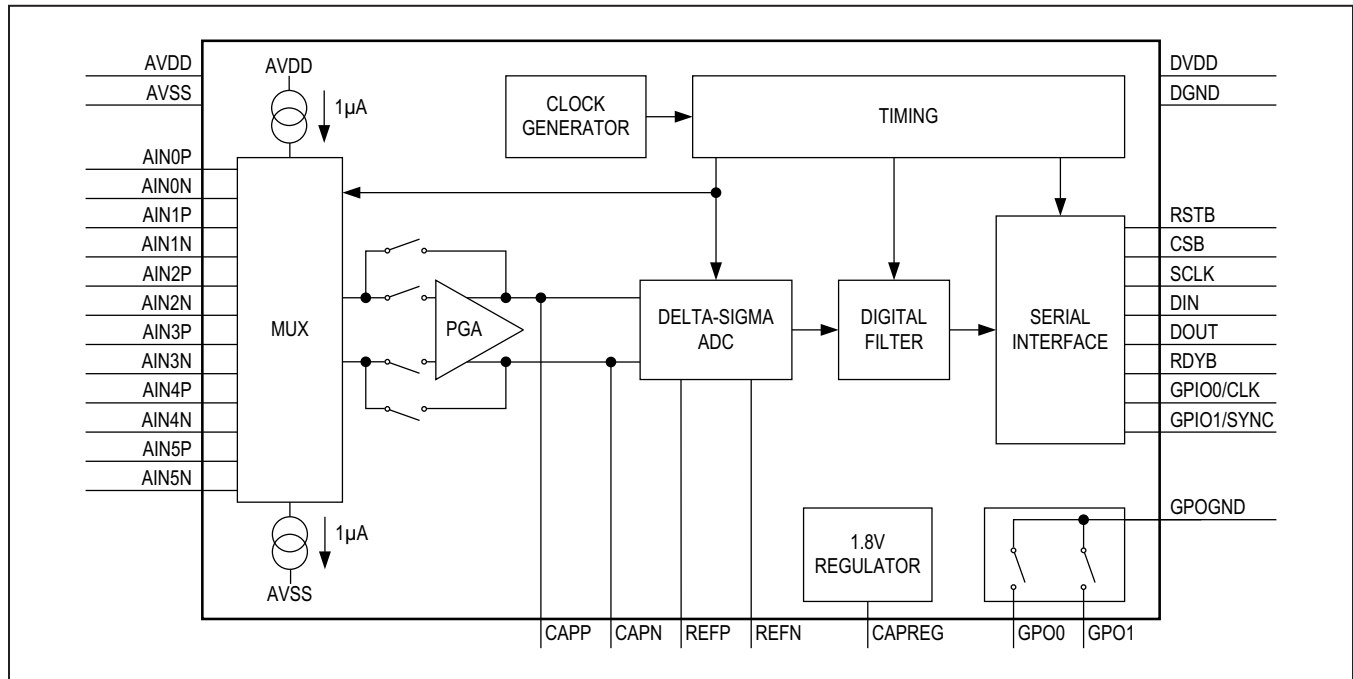 AVDD
AVSS
AIN0P
AIN0N
AIN1P
AIN1N
AIN2P
AIN2N
AIN3P
AIN3N
AIN4P
AIN4N
AIN5P
AIN5N
AVDD
1µA
MUX
1µA
AVSS
CLOCK
GENERATOR
TIMING
PGA
DELTA-SIGMA
ADC
DIGITAL
FILTER
SERIAL
INTERFACE
1.8V
REGULATOR
DVDD
DGND
RSTB
CSB
SCLK
DIN
DOUT
RDYB
GPIO0/CLK
GPIO1/SYNC
GPOGND
CAPP
CAPN
REFP
REFN
CAPREG
GPO0
GPO1